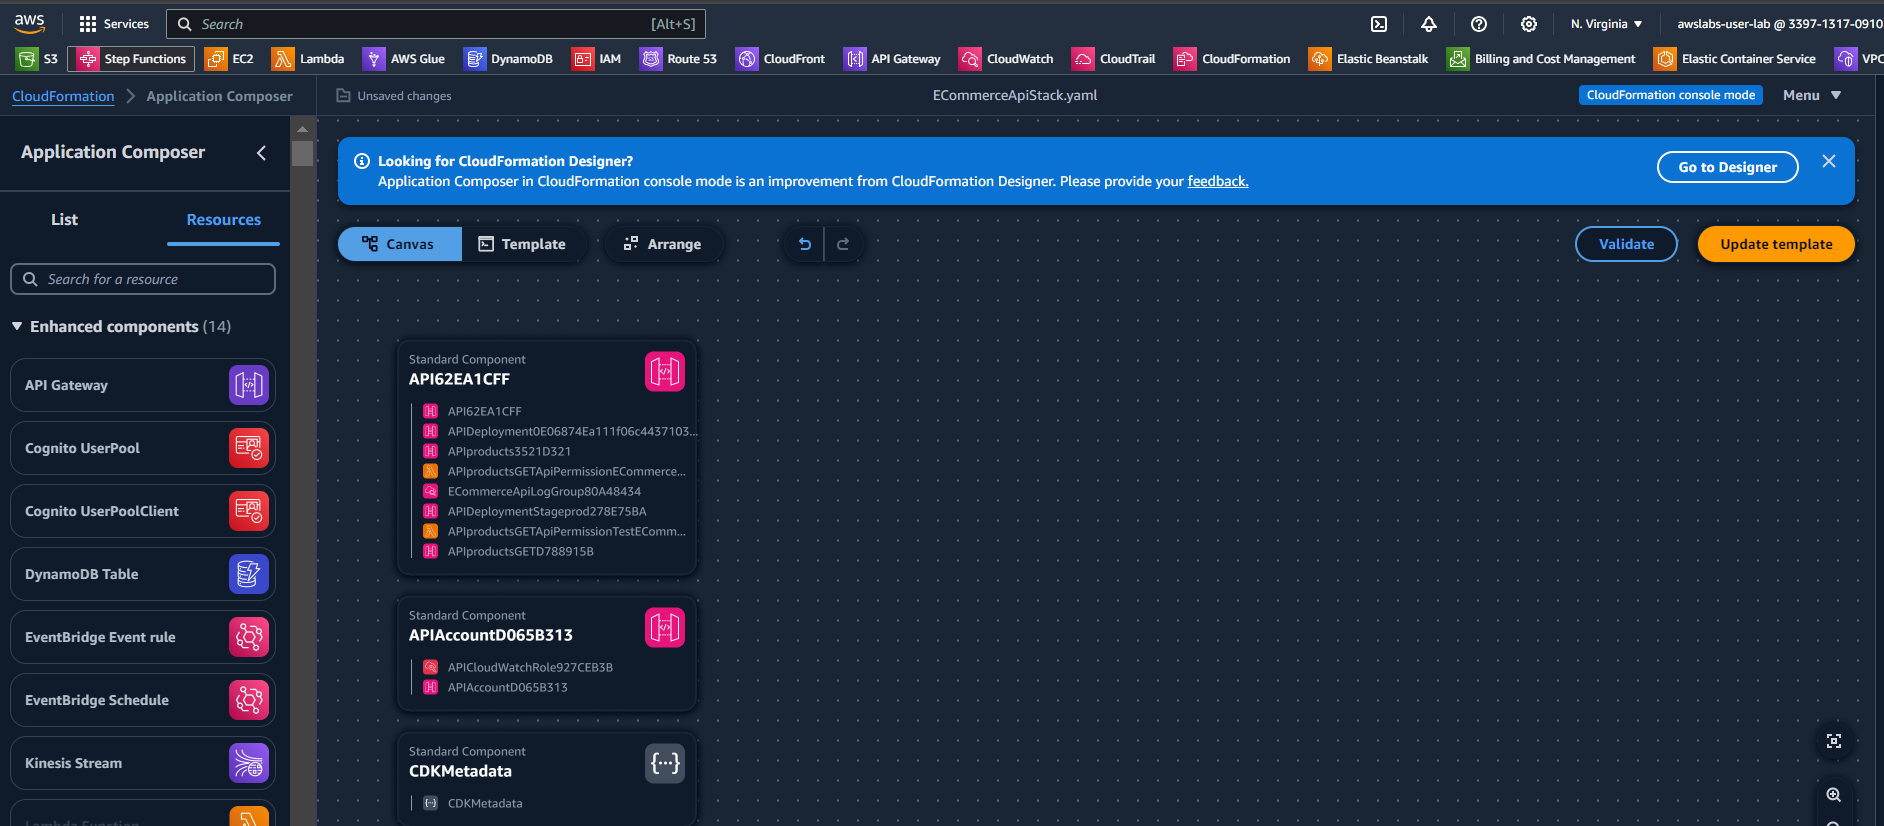 aws
Services
Search
[Alt+S]
N. Virginia
awslabs-user-lab @ 3397-1317-0910
S3
Step Functions
EC2
Lambda
AWS Glue
DynamoDB
IAM
Route 53
CloudFront
API Gateway
CloudWatch
CloudTrail
CloudFormation
Elastic Beanstalk
Billing and Cost Management
Elastic Container Service
VPC
CloudFormation
Application Composer
Unsaved changes
ECommerceApiStack.yaml
CloudFormation console mode
Menu
Application Composer
List
Resources
Search for a resource
Enhanced components (14)
API Gateway
Cognito UserPool
Cognito UserPoolClient
DynamoDB Table
EventBridge Event rule
EventBridge Schedule
Kinesis Stream
Lambda Function
Looking for CloudFormation Designer?
Application Composer in CloudFormation console mode is an improvement from CloudFormation Designer. Please provide your feedback.
Go to Designer
Canvas
Template
Arrange
Validate
Update template
Standard Component
API62EA1CFF
API62EA1CFF
APIDeployment0E06874Ea111f06c4437103...
APIproducts3521D321
APIproductsGETApiPermissionECommerce...
ECommerceApiLogGroup80A48434
APIDeploymentStageprod278E75BA
APIproductsGETApiPermissionTestEComm...
APIproductsGETD788915B
Standard Component
APIAccountD065B313
APICloudWatchRole927CEB3B
APIAccountD065B313
Standard Component
CDKMetadata
CDKMetadata